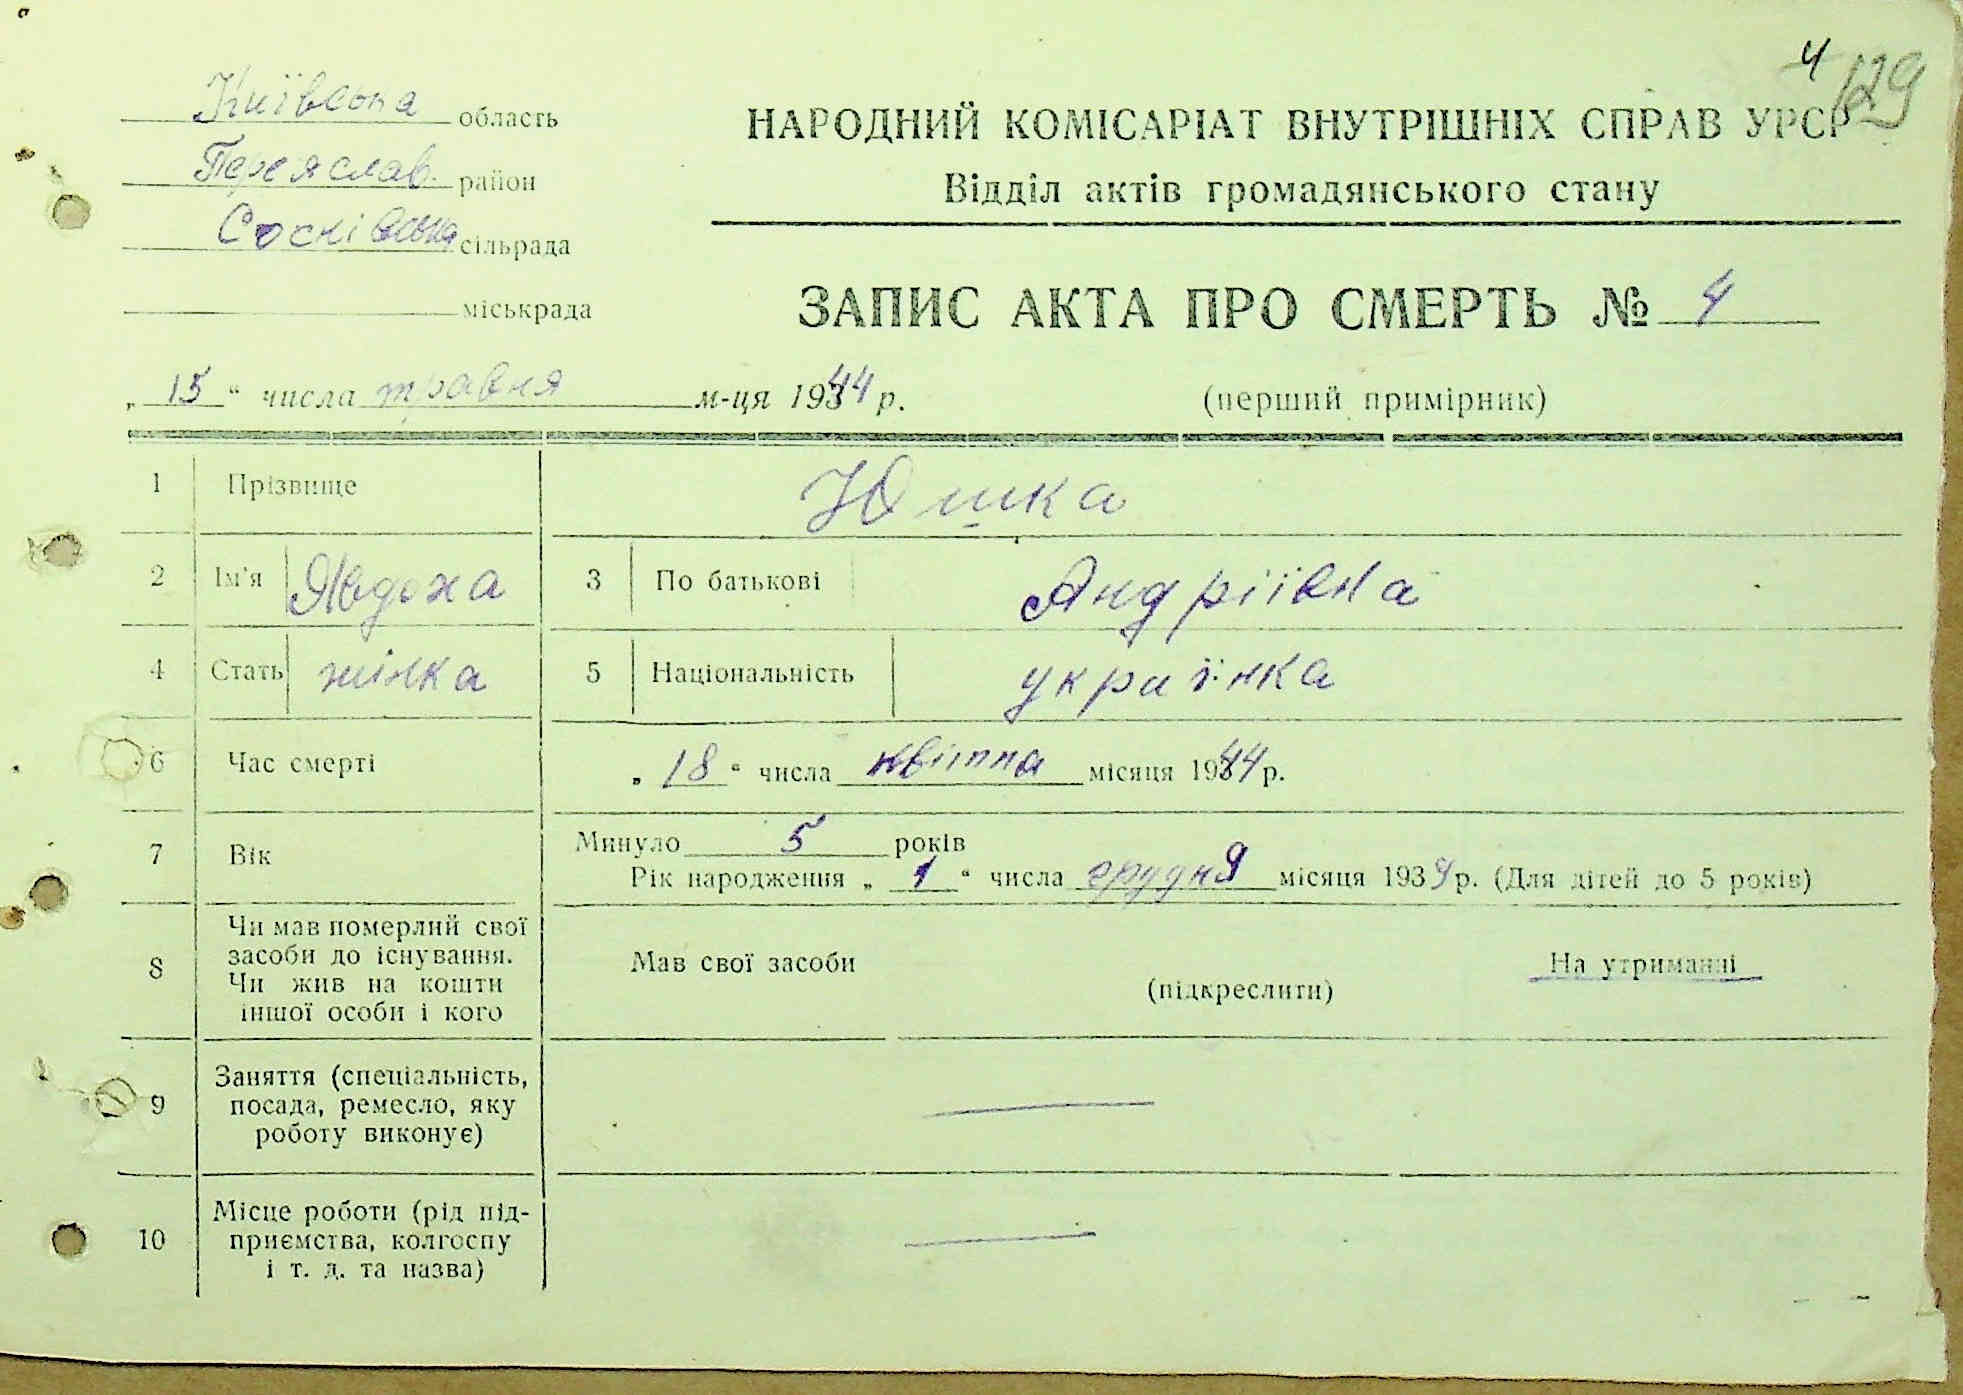 4
129
Київська область
Переяслав. район
Соснівська сільрада
міськрада
НАРОДНИЙ КОМІСАРІАТ ВНУТРІШНІХ СПРАВ УРСР
Відділ актів громадянського стану
ЗАПИС АКТА ПРО СМЕРТЬ № 4
„ 15 “ числа травня м-ця 1944 р.
(перший примірник)
1 Прізвище Юшка
2 Ім'я Явдоха 3 По батькові Андріївна
4 Стать жінка 5 Національність українка
6 Час смерті „ 18 “ числа квітня місяця 1944 р.
7 Вік Минуло 5 років
Рік народження „ 1 “ числа грудня місяця 1939 р. (Для дітей до 5 років)
8 Чи мав померлий свої
засоби до існування.
Чи жив на кошти
іншої особи і кого
Мав свої засоби
(підкреслити)
На утриманні
9 Заняття (спеціальність,
посада, ремесло, яку
роботу виконує)
10 Місце роботи (рід під-
приємства, колгоспу
і т. д. та назва)